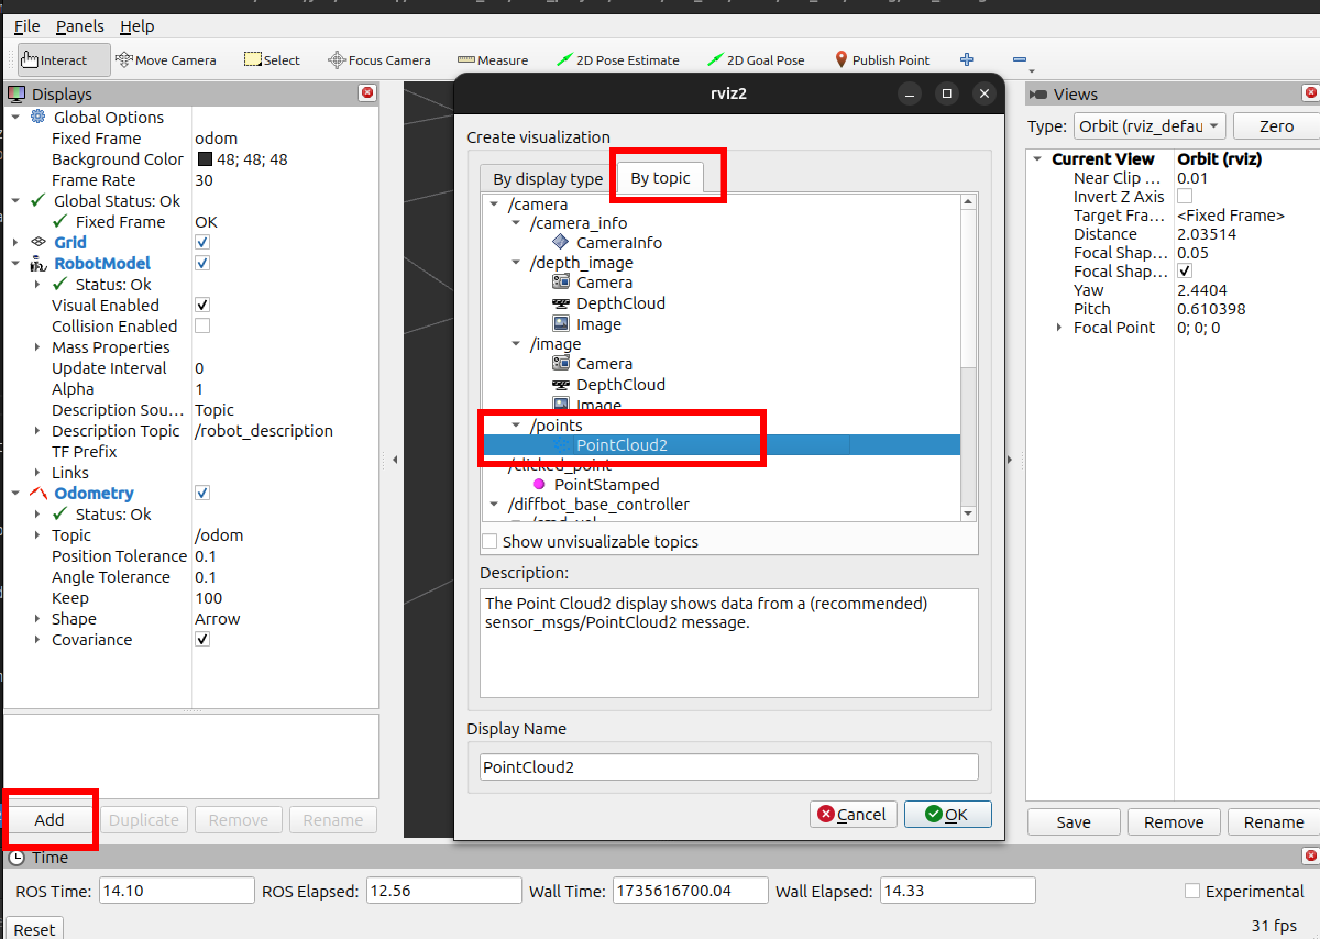 File Panels Help
Interact Move Camera Select Focus Camera Measure 2D Pose Estimate 2D Goal Pose Publish Point
Displays
Global Options
Fixed Frame odom
Background Color 48; 48; 48
Frame Rate 30
Global Status: Ok
Fixed Frame OK
Grid
RobotModel
Status: Ok
Visual Enabled
Collision Enabled
Mass Properties
Update Interval 0
Alpha 1
Description Sou... Topic
Description Topic /robot_description
TF Prefix
Links
Odometry
Status: Ok
Topic /odom
Position Tolerance 0.1
Angle Tolerance 0.1
Keep 100
Shape Arrow
Covariance
Add Duplicate Remove Rename
rviz2
Create visualization
By display type By topic
/camera
/camera_info
CameraInfo
/depth_image
Camera
DepthCloud
Image
/image
Camera
DepthCloud
Image
/points
PointCloud2
/clicked_point
PointStamped
/diffbot_base_controller
/cmd_vel
Show unvisualizable topics
Description:
The Point Cloud2 display shows data from a (recommended)
sensor_msgs/PointCloud2 message.
Display Name
PointCloud2
Cancel OK
Views
Type: Orbit (rviz_defau Zero
Current View Orbit (rviz)
Near Clip ... 0.01
Invert Z Axis
Target Fra... <Fixed Frame>
Distance 2.03514
Focal Shap... 0.05
Focal Shap...
Yaw 2.4404
Pitch 0.610398
Focal Point 0; 0; 0
Save Remove Rename
Time
ROS Time: 14.10 ROS Elapsed: 12.56 Wall Time: 1735616700.04 Wall Elapsed: 14.33 Experimental
Reset 31 fps